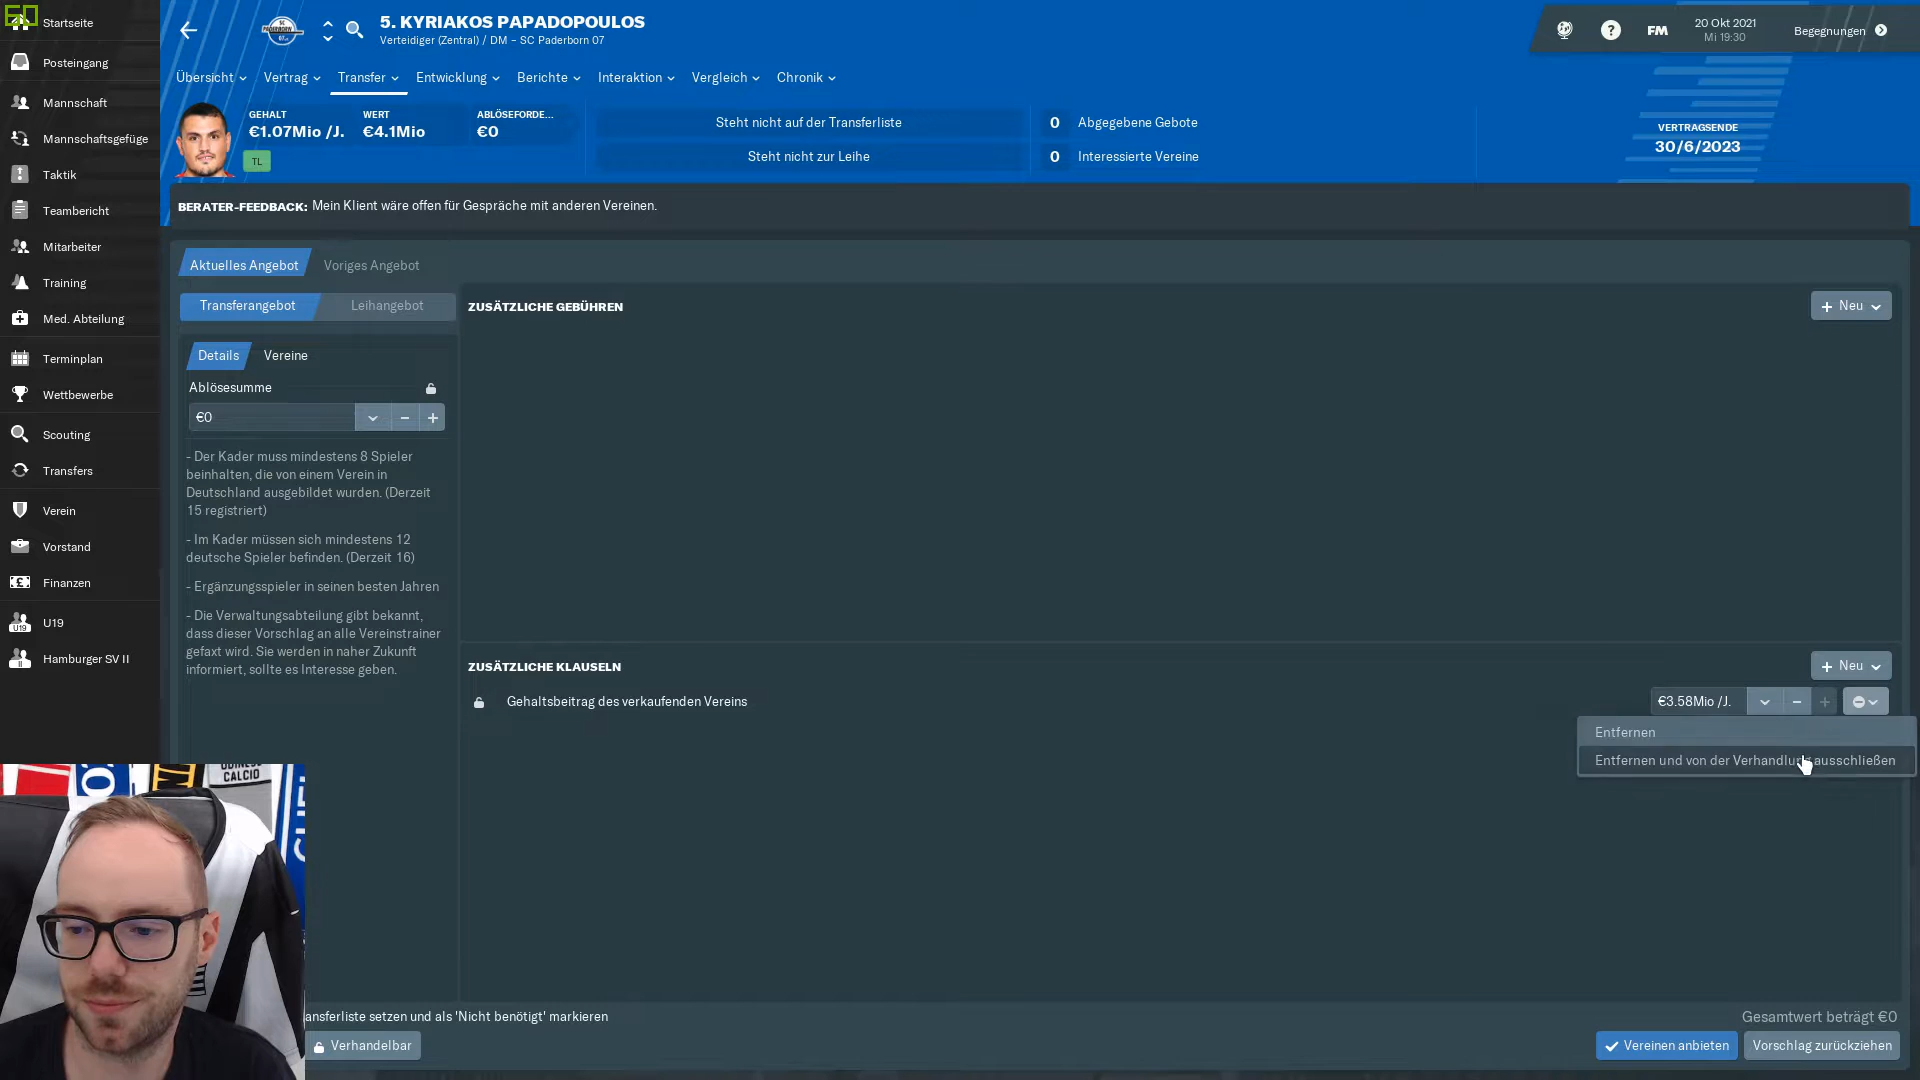 60
Startseite
Posteingang
Mannschaft
Mannschaftsgefüge
Taktik
Teambericht
Mitarbeiter
Training
Med. Abteilung
Terminplan
Wettbewerbe
Scouting
Transfers
Verein
Vorstand
Finanzen
U19
U19
Hamburger SV II
5. KYRIAKOS PAPADOPOULOS
Verteidiger (Zentral) / DM – SC Paderborn 07
?
FM
20 Okt 2021
Mi 19:30
Begegnungen
Übersicht
Vertrag
Transfer
Entwicklung
Berichte
Interaktion
Vergleich
Chronik
GEHALT
€1.07Mio /J.
WERT
€4.1Mio
ABLÖSEFORDE...
€0
TL
Steht nicht auf der Transferliste
Steht nicht zur Leihe
0 Abgegebene Gebote
0 Interessierte Vereine
VERTRAGSENDE
30/6/2023
BERATER-FEEDBACK: Mein Klient wäre offen für Gespräche mit anderen Vereinen.
Aktuelles Angebot
Voriges Angebot
Transferangebot
Leihangebot
Details
Vereine
Ablösesumme
€0
- Der Kader muss mindestens 8 Spieler
beinhalten, die von einem Verein in
Deutschland ausgebildet wurden. (Derzeit
15 registriert)
- Im Kader müssen sich mindestens 12
deutsche Spieler befinden. (Derzeit 16)
- Ergänzungsspieler in seinen besten Jahren
- Die Verwaltungsabteilung gibt bekannt,
dass dieser Vorschlag an alle Vereinstrainer
gefaxt wird. Sie werden in naher Zukunft
informiert, sollte es Interesse geben.
ZUSÄTZLICHE GEBÜHREN
+ Neu
ZUSÄTZLICHE KLAUSELN
+ Neu
Gehaltsbeitrag des verkaufenden Vereins
€3.58Mio /J.
Entfernen
Entfernen und von der Verhandlung ausschließen
CALCIO
ansferliste setzen und als 'Nicht benötigt' markieren
Verhandelbar
Gesamtwert beträgt €0
Vereinen anbieten
Vorschlag zurückziehen